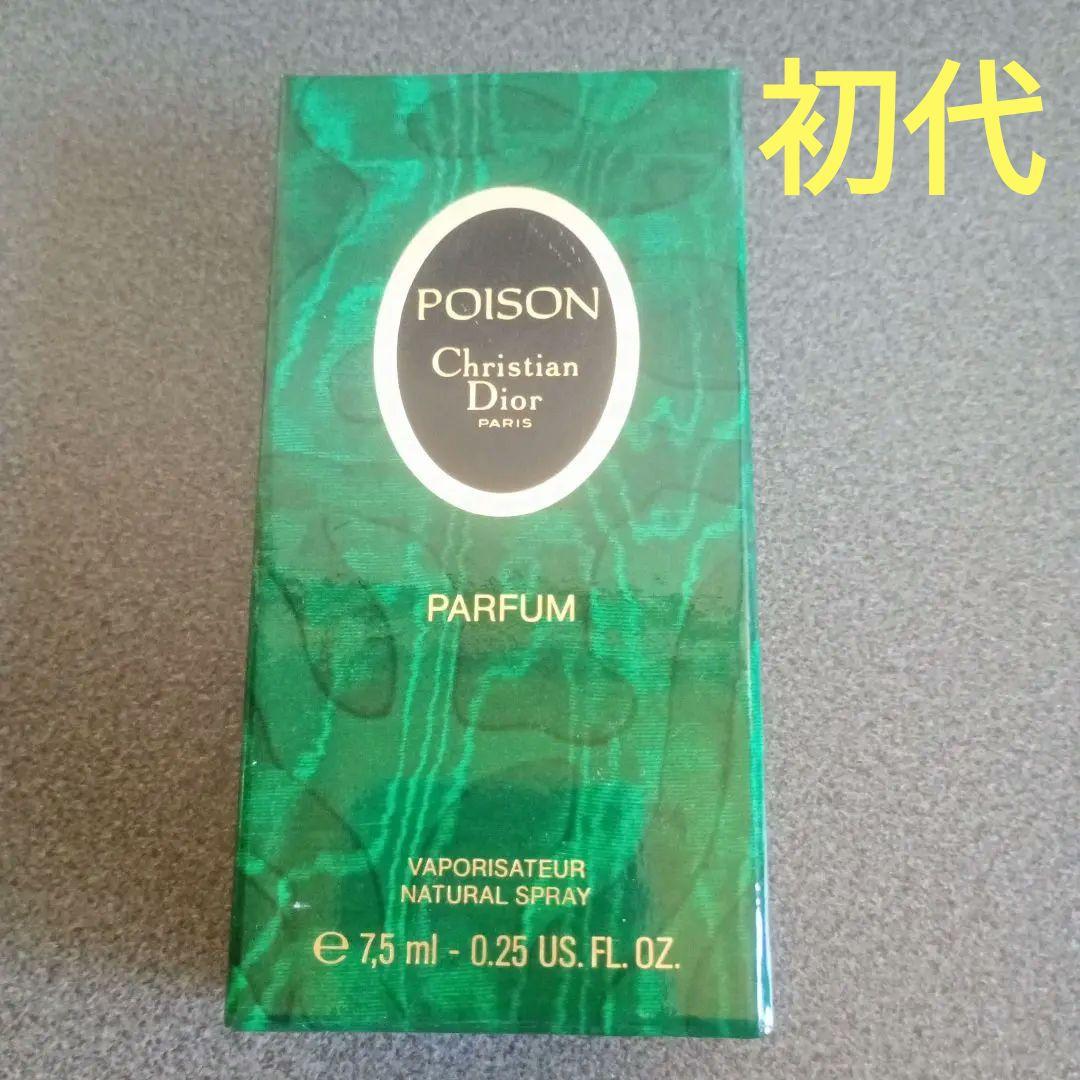 初代
POISON
Christian
Dior
PARIS
PARFUM
VAPORISATEUR
NATURAL SPRAY
℮ 7,5 ml - 0.25 US. FL. OZ.